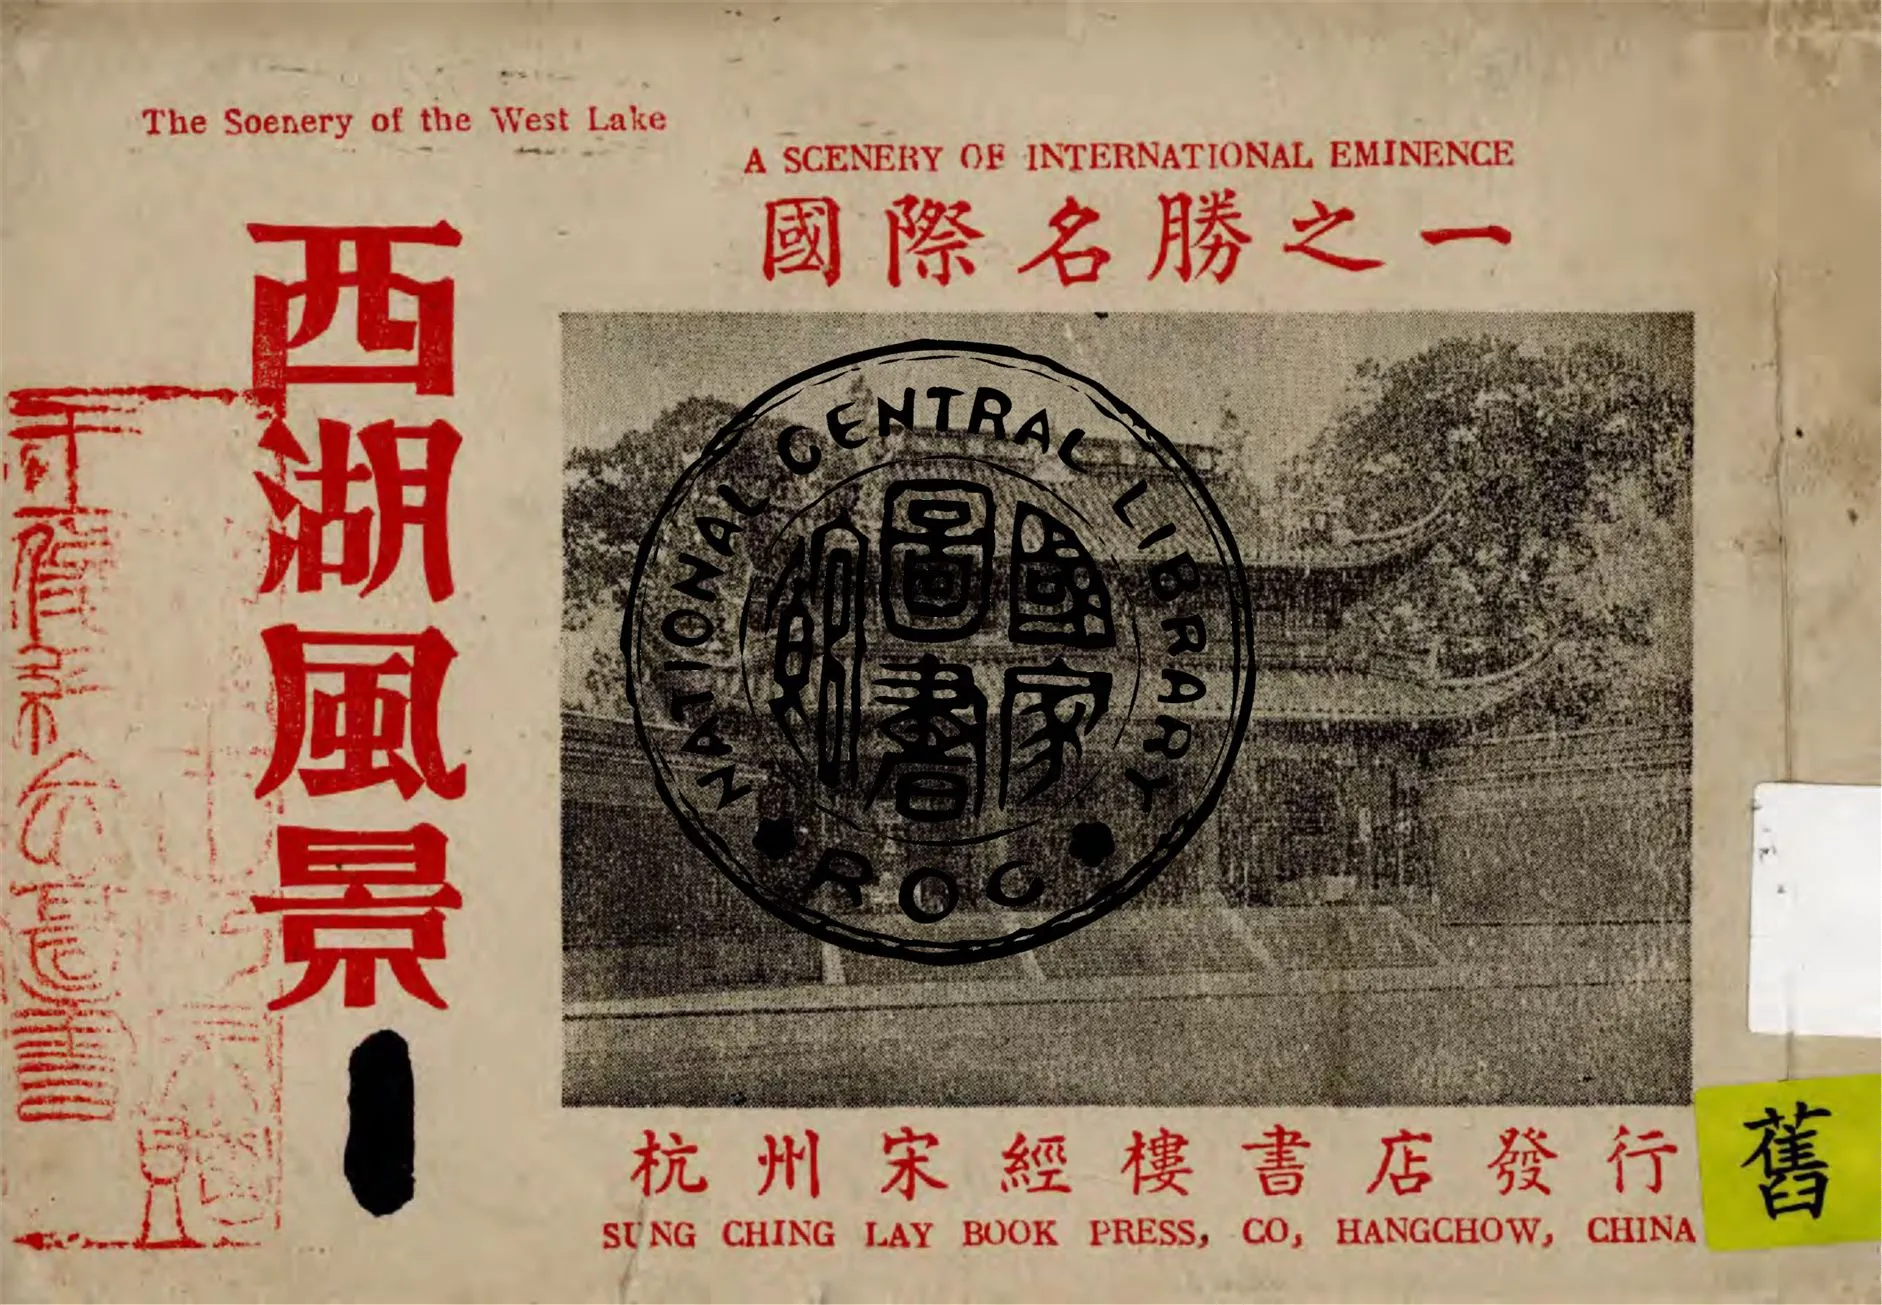 The Soenery of the West Lake
A SCENERY OF INTERNATIONAL EMINENCE
國際名勝之一
西湖風景
NATIONAL CENTRAL LIBRARY
國家圖書館
ROC
杭州宋經樓書店發行
SUNG CHING LAY BOOK PRESS, CO, HANGCHOW, CHINA
舊